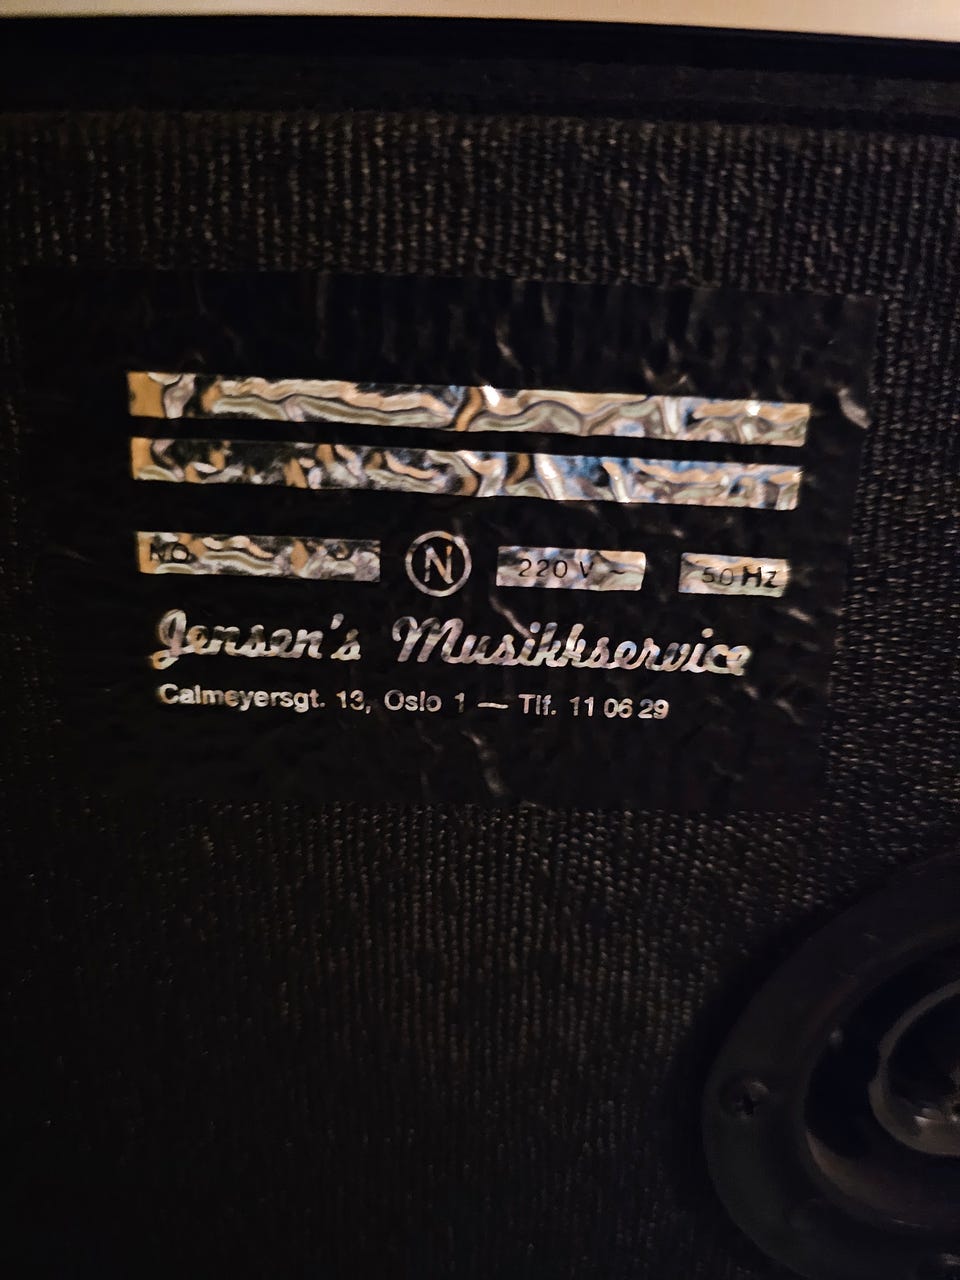 NO.
N
220 V ~
50 HZ
Jensen's Musikkservice
Calmeyersgt. 13, Oslo 1 — Tlf. 11 06 29